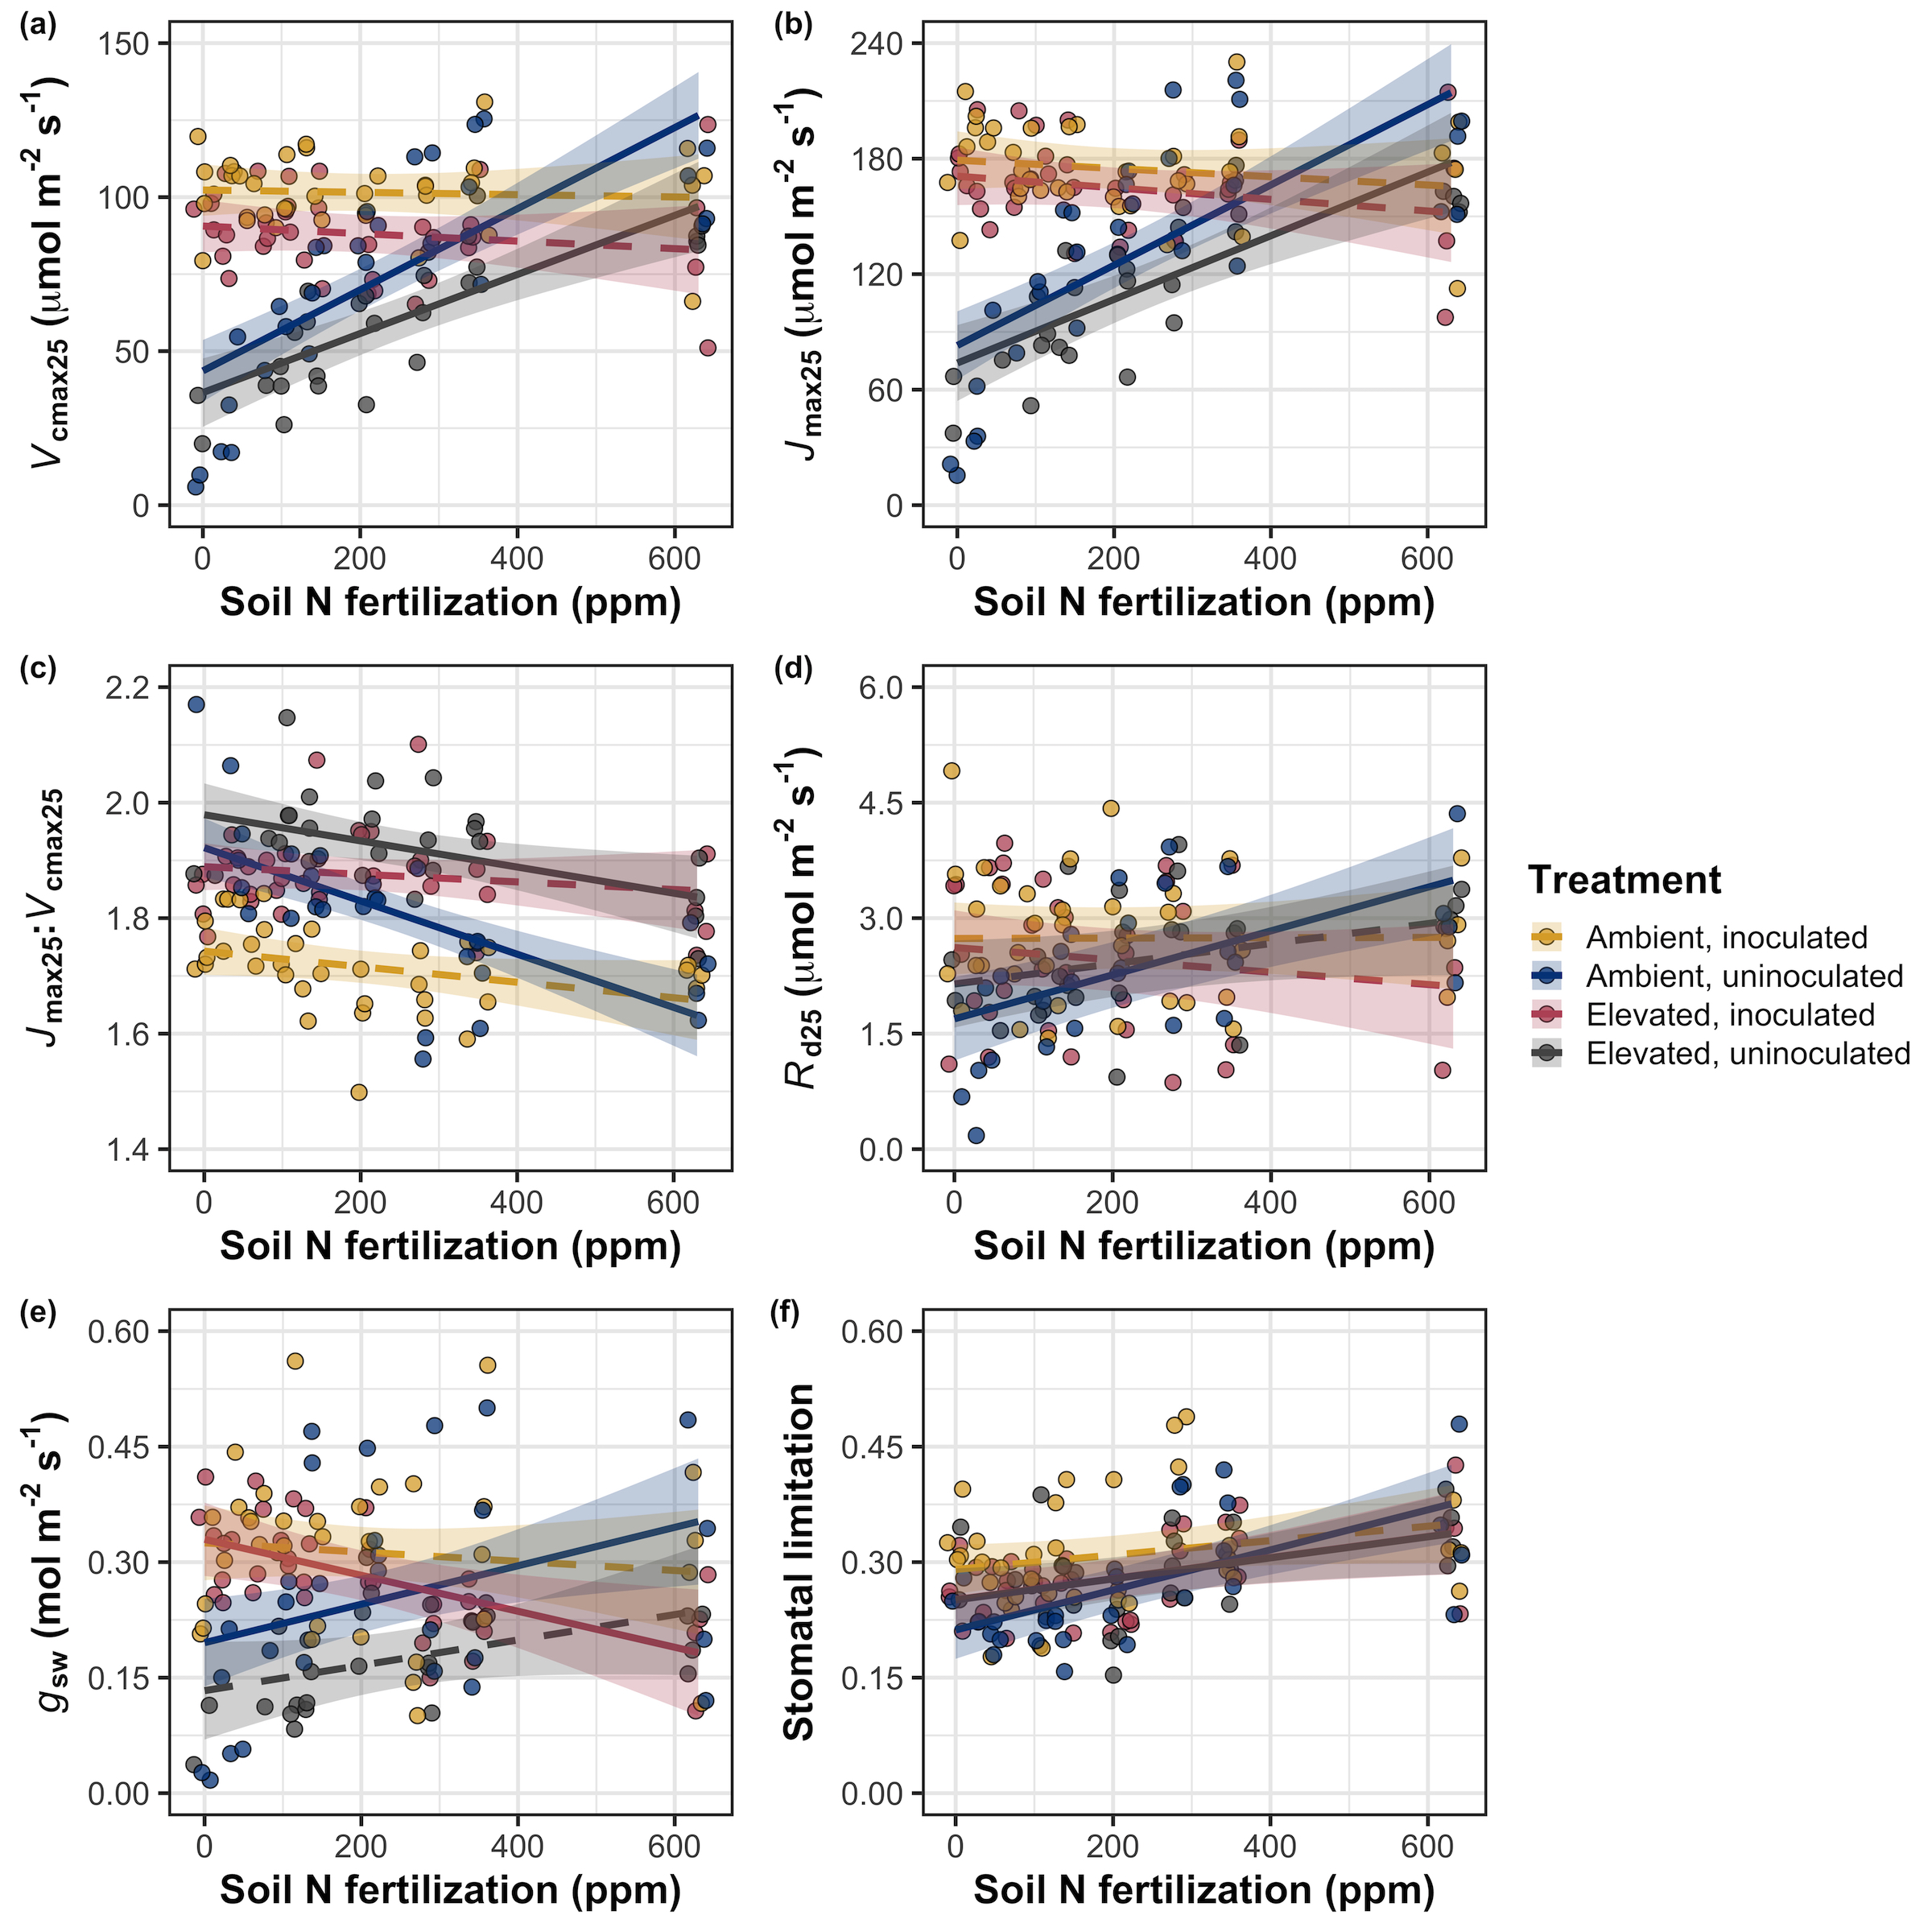 (a)
150
100
50
0
V cmax25 (μmol m-2 s-1)
0 200 400 600
Soil N fertilization (ppm)
(b)
240
180
120
60
0
J max25 (μmol m-2 s-1)
0 200 400 600
Soil N fertilization (ppm)
(c)
2.2
2.0
1.8
1.6
1.4
J max25: V cmax25
0 200 400 600
Soil N fertilization (ppm)
(d)
6.0
4.5
3.0
1.5
0.0
R d25 (μmol m-2 s-1)
0 200 400 600
Soil N fertilization (ppm)
Treatment
Ambient, inoculated
Ambient, uninoculated
Elevated, inoculated
Elevated, uninoculated
(e)
0.60
0.45
0.30
0.15
0.00
g sw (mol m-2 s-1)
0 200 400 600
Soil N fertilization (ppm)
(f)
0.60
0.45
0.30
0.15
0.00
Stomatal limitation
0 200 400 600
Soil N fertilization (ppm)